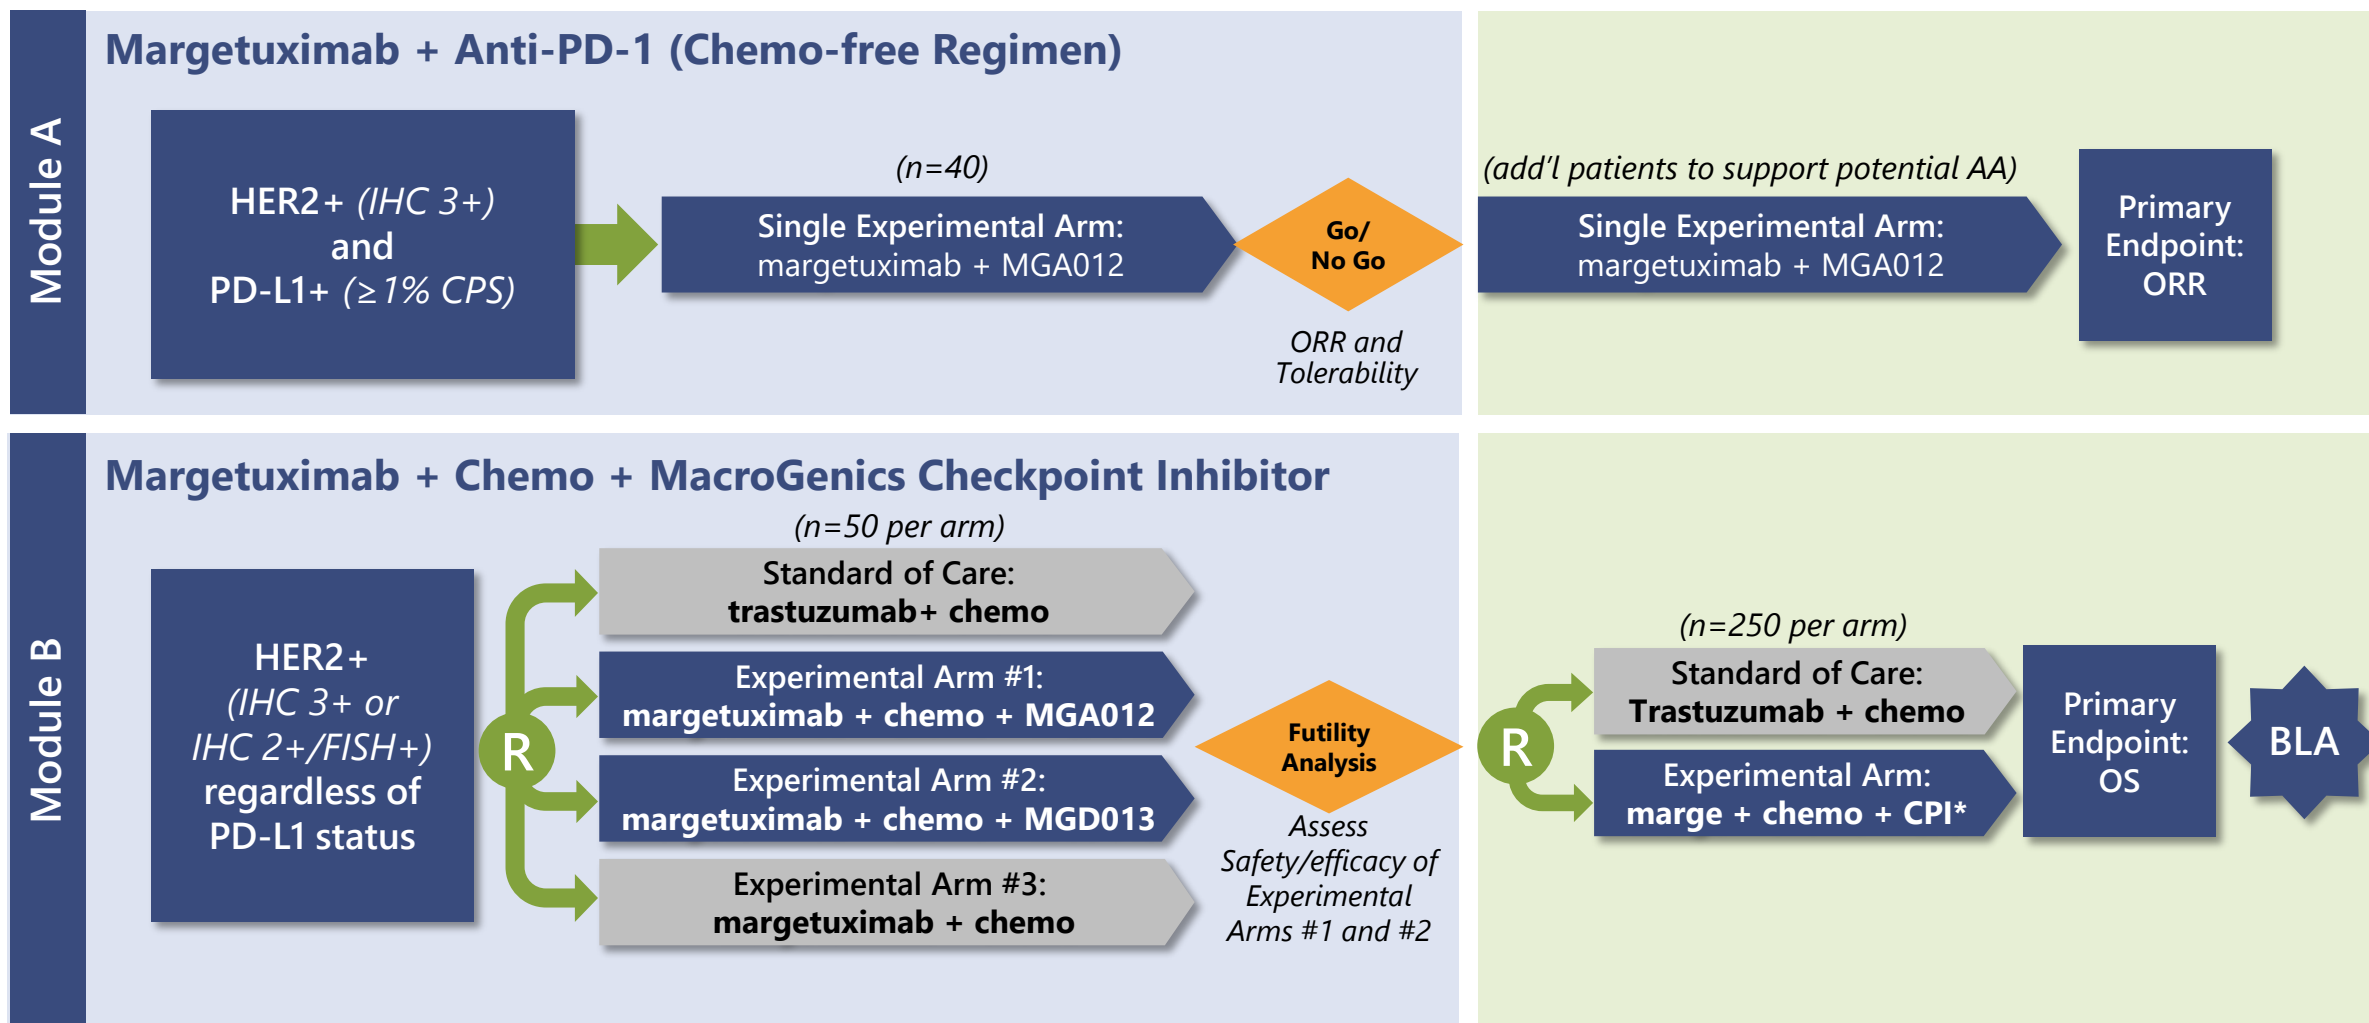 Module A
Margetuximab + Anti-PD-1 (Chemo-free Regimen)
HER2+ (IHC 3+)
and
PD-L1+ (≥1% CPS)
(n=40)
Single Experimental Arm:
margetuximab + MGA012
Go/
No Go
ORR and
Tolerability
(add’l patients to support potential AA)
Single Experimental Arm:
margetuximab + MGA012
Primary
Endpoint:
ORR
Module B
Margetuximab + Chemo + MacroGenics Checkpoint Inhibitor
HER2+
(IHC 3+ or
IHC 2+/FISH+)
regardless of
PD-L1 status
R
(n=50 per arm)
Standard of Care:
trastuzumab+ chemo
Experimental Arm #1:
margetuximab + chemo + MGA012
Experimental Arm #2:
margetuximab + chemo + MGD013
Experimental Arm #3:
margetuximab + chemo
Futility
Analysis
Assess
Safety/efficacy of
Experimental
Arms #1 and #2
R
(n=250 per arm)
Standard of Care:
Trastuzumab + chemo
Experimental Arm:
marge + chemo + CPI*
Primary
Endpoint:
OS
BLA